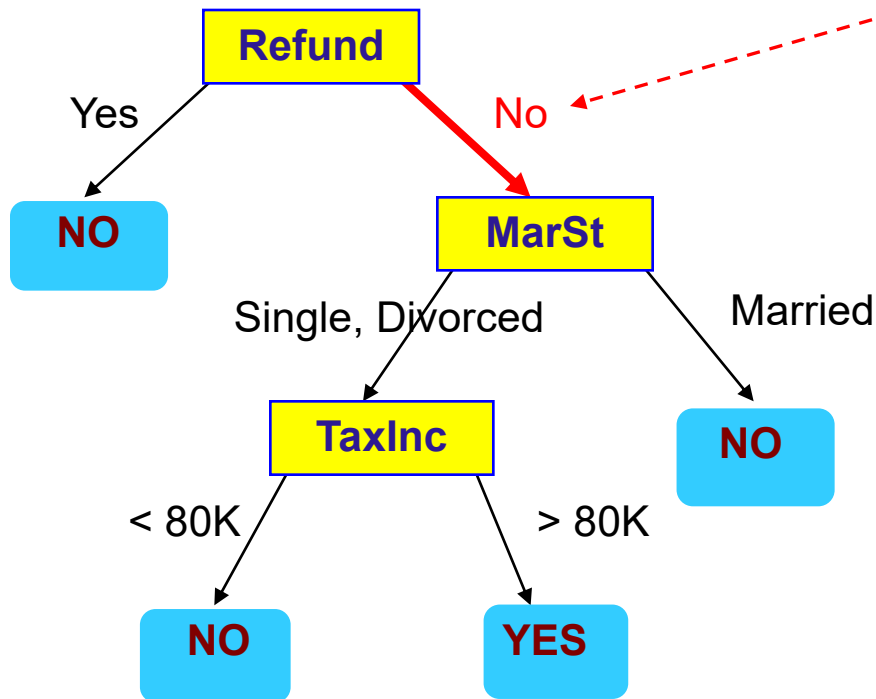 Refund
Yes
No
NO
MarSt
Single, Divorced
Married
TaxInc
NO
< 80K
> 80K
NO
YES